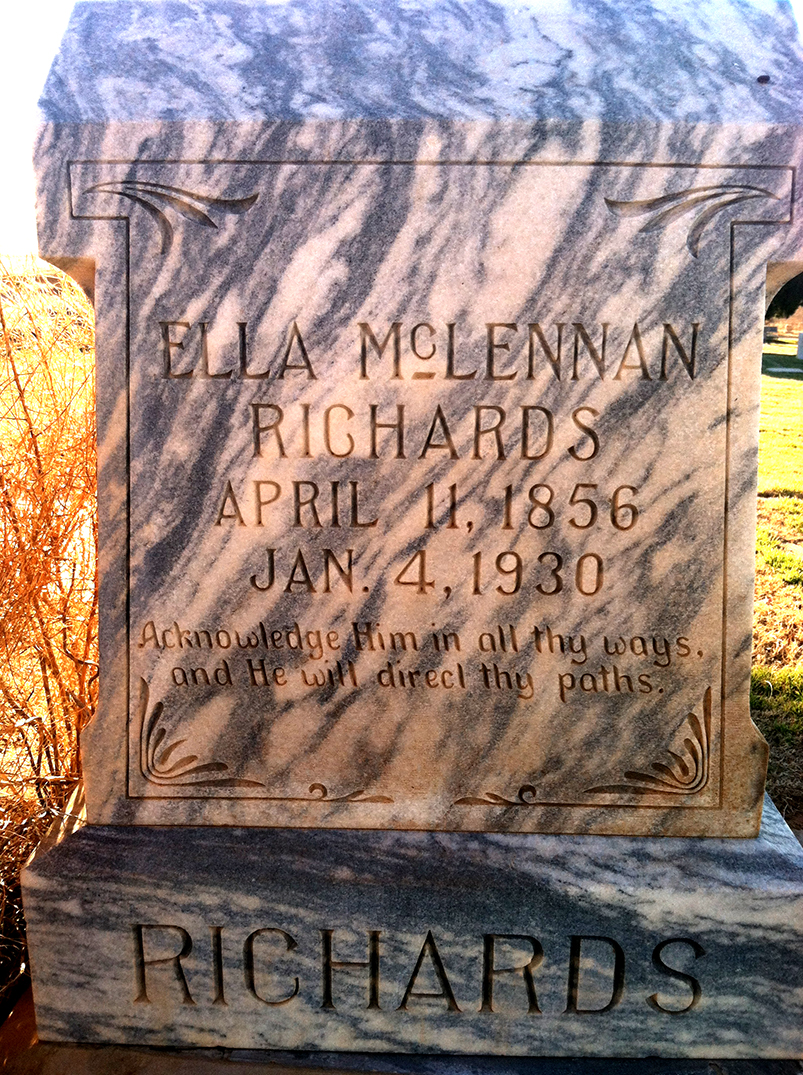 ELLA McLENNAN
RICHARDS
APRIL 11, 1856
JAN. 4, 1930
Acknowledge Him in all thy ways,
and He will direct thy paths.
RICHARDS